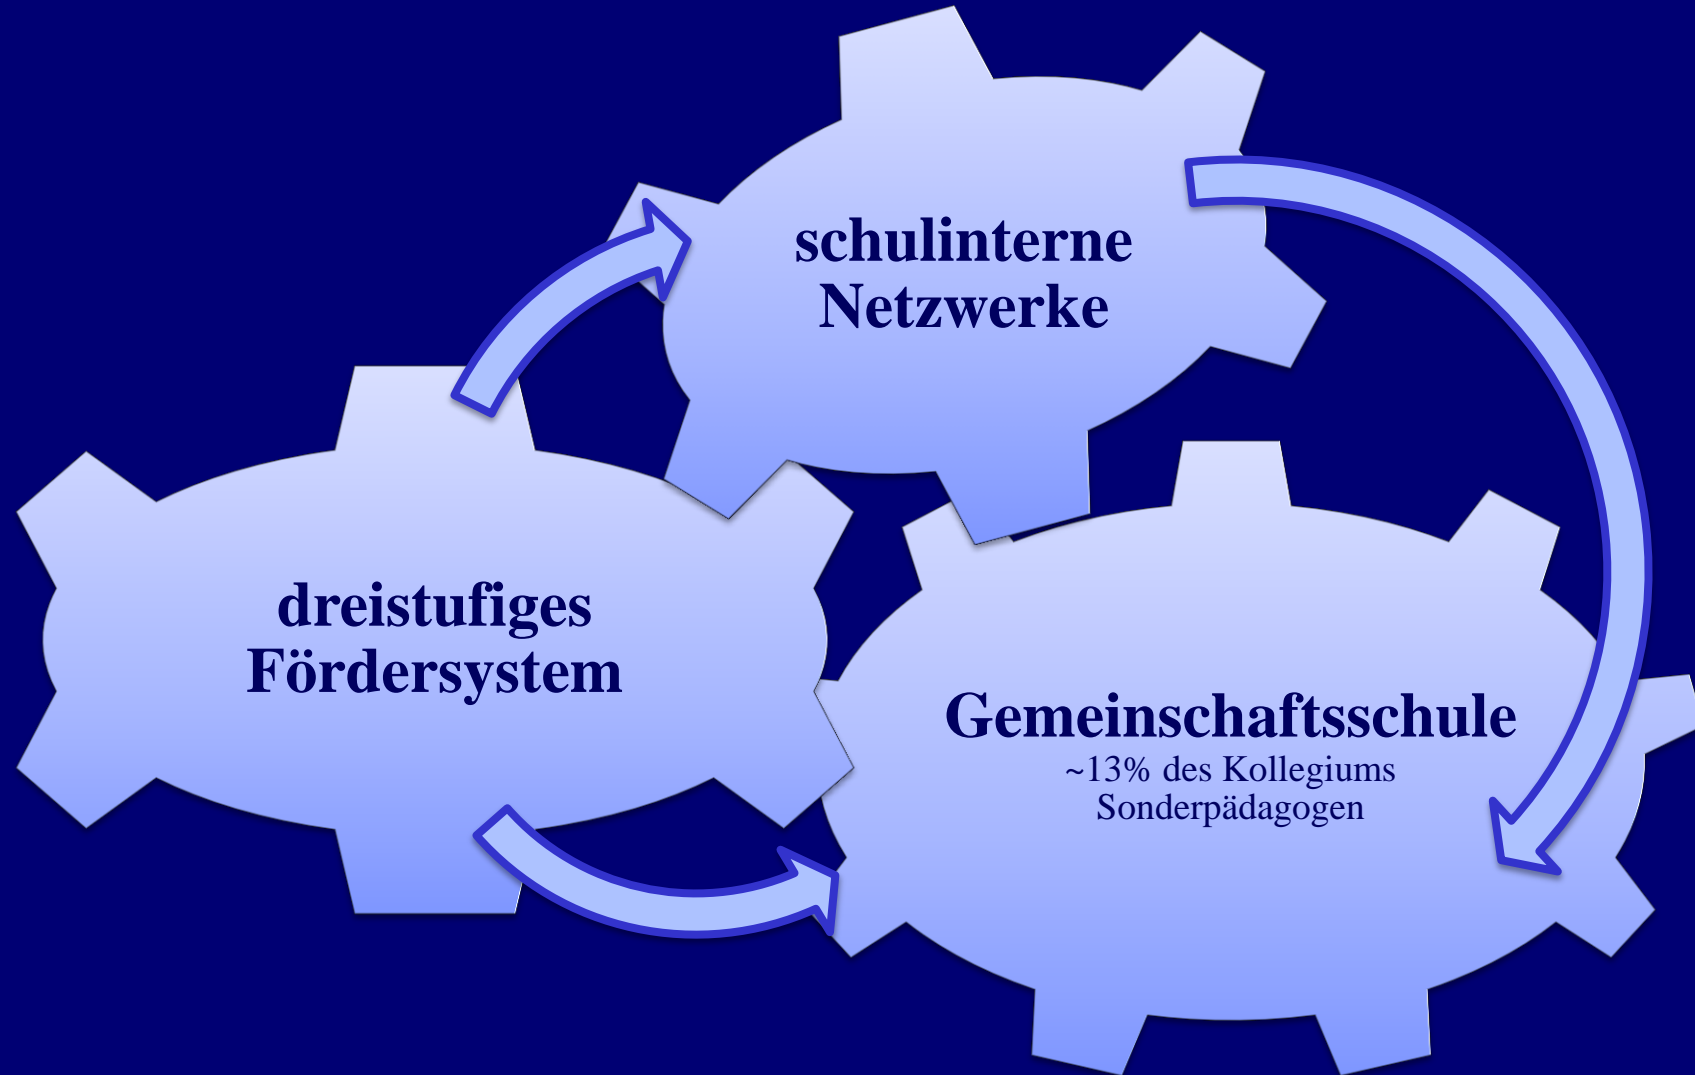 schulinterne
Netzwerke
dreistufiges
Fördersystem
Gemeinschaftsschule
~13% des Kollegiums
Sonderpädagogen